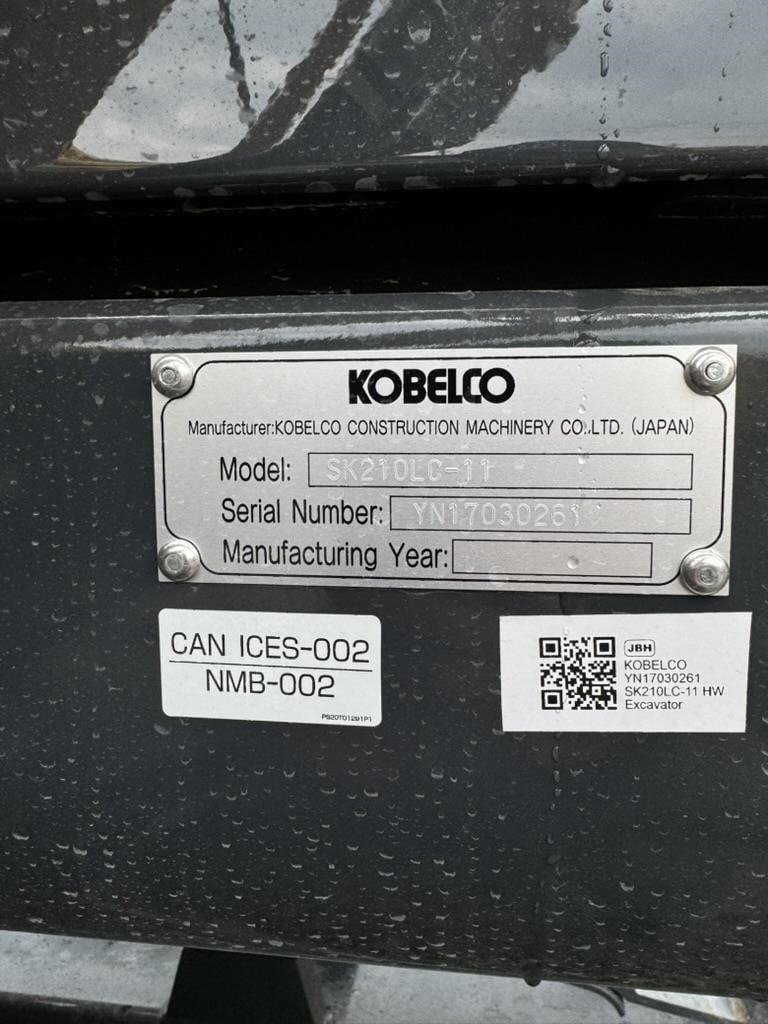 KOBELCO
Manufacturer:KOBELCO CONSTRUCTION MACHINERY CO.,LTD. (JAPAN)
Model: SK210LC-11
Serial Number: YN17030261
Manufacturing Year:
CAN ICES-002
NMB-002
PS20T01291P1
JBH
KOBELCO
YN17030261
SK210LC-11 HW
Excavator